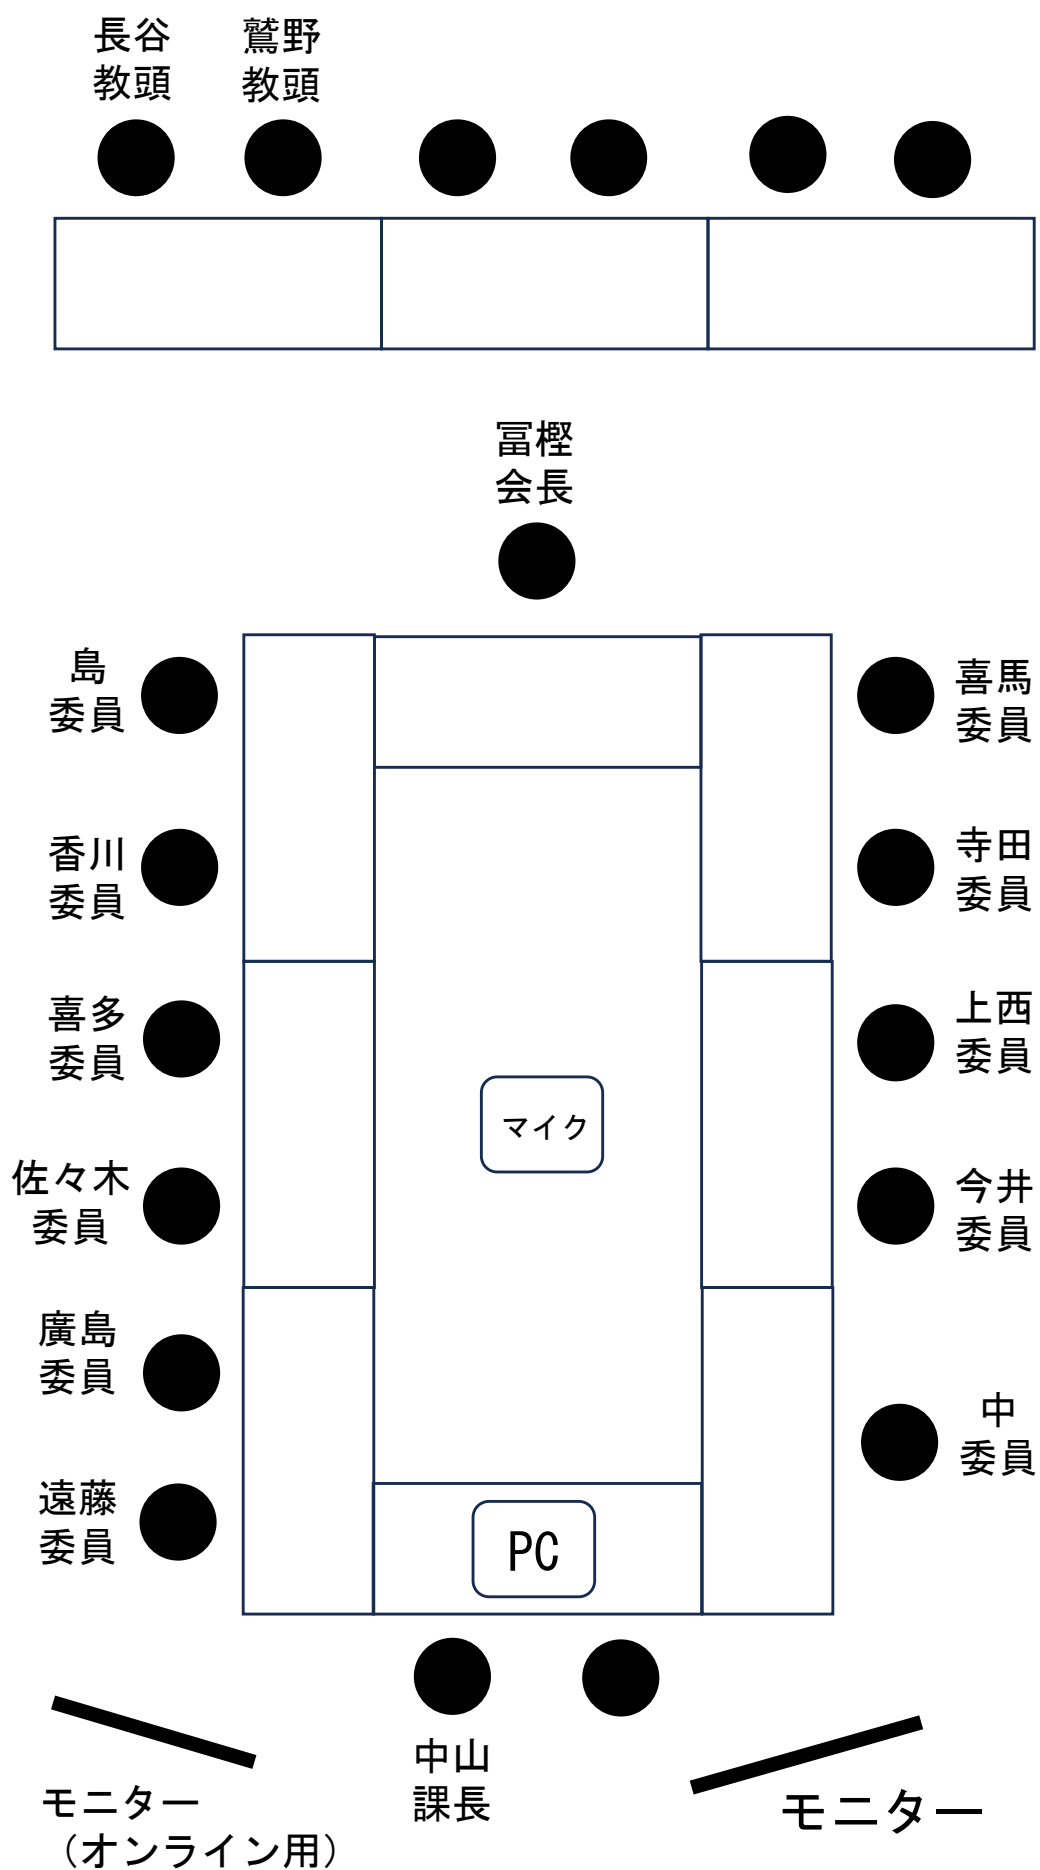 長谷
教頭
鷲野
教頭
冨樫
会長
島
委員
喜馬
委員
香川
委員
寺田
委員
喜多
委員
上西
委員
マイク
佐々木
委員
今井
委員
廣島
委員
中
委員
遠藤
委員
PC
中山
課長
モニター
（オンライン用）
モニター